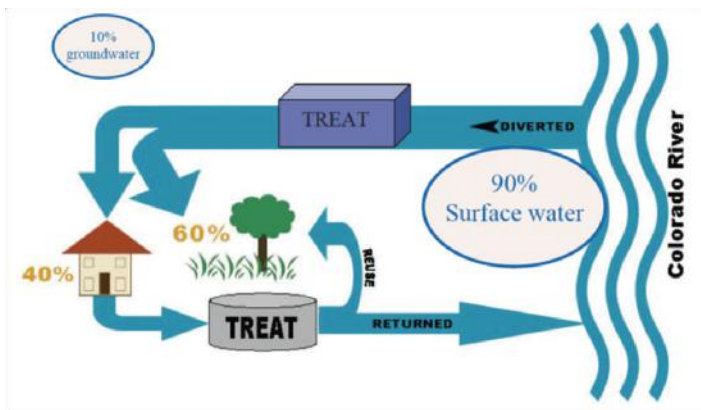 10%
groundwater
TREAT
DIVERTED
90%
Surface water
Colorado River
60%
40%
REUSE
TREAT
RETURNED